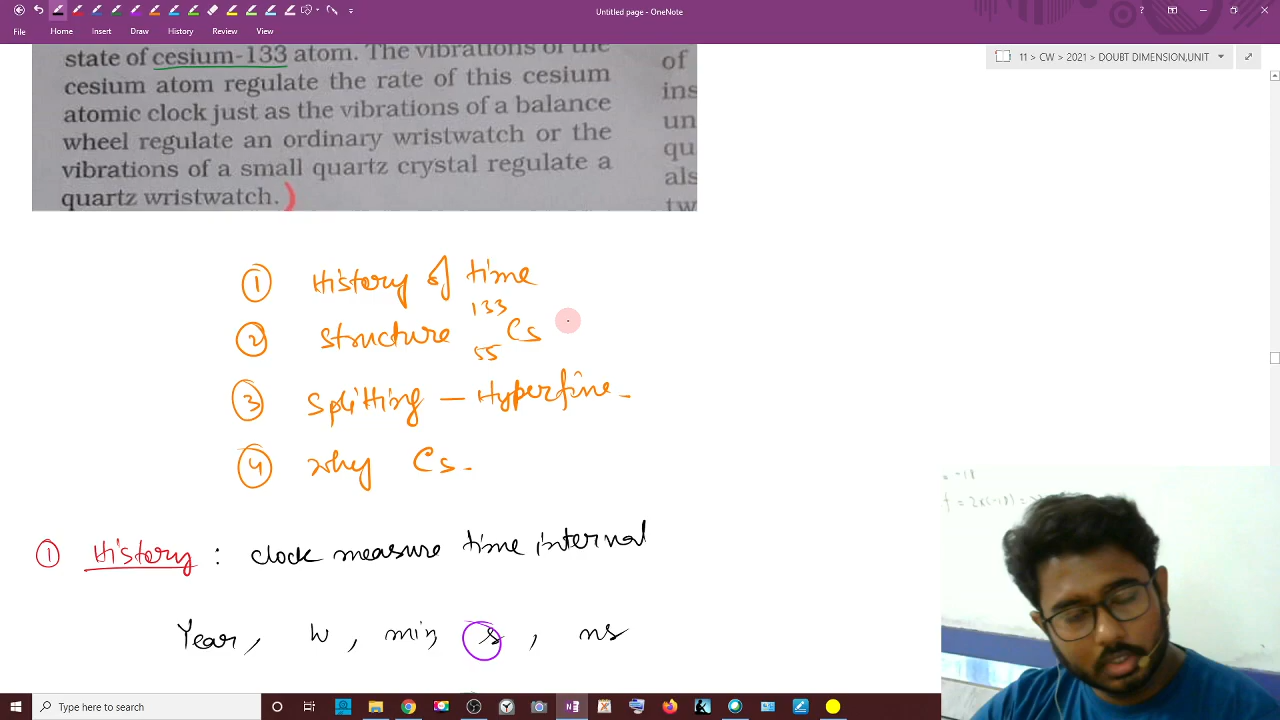 Untitled page - OneNote
File Home Insert Draw History Review View
11 > CW > 2021 > DOUBT DIMENSION,UNIT
state of cesium-133 atom. The vibrations of the
cesium atom regulate the rate of this cesium
atomic clock just as the vibrations of a balance
wheel regulate an ordinary wristwatch or the
vibrations of a small quartz crystal regulate a
quartz wristwatch.)
of
ins
un
qu
als
tw
① History of time
② structure 133 55 Cs
③ Splitting - Hyperfine.
④ why Cs.
① History : clock measure time interval
Year, h, min, s, ns
= -18
Type here to search